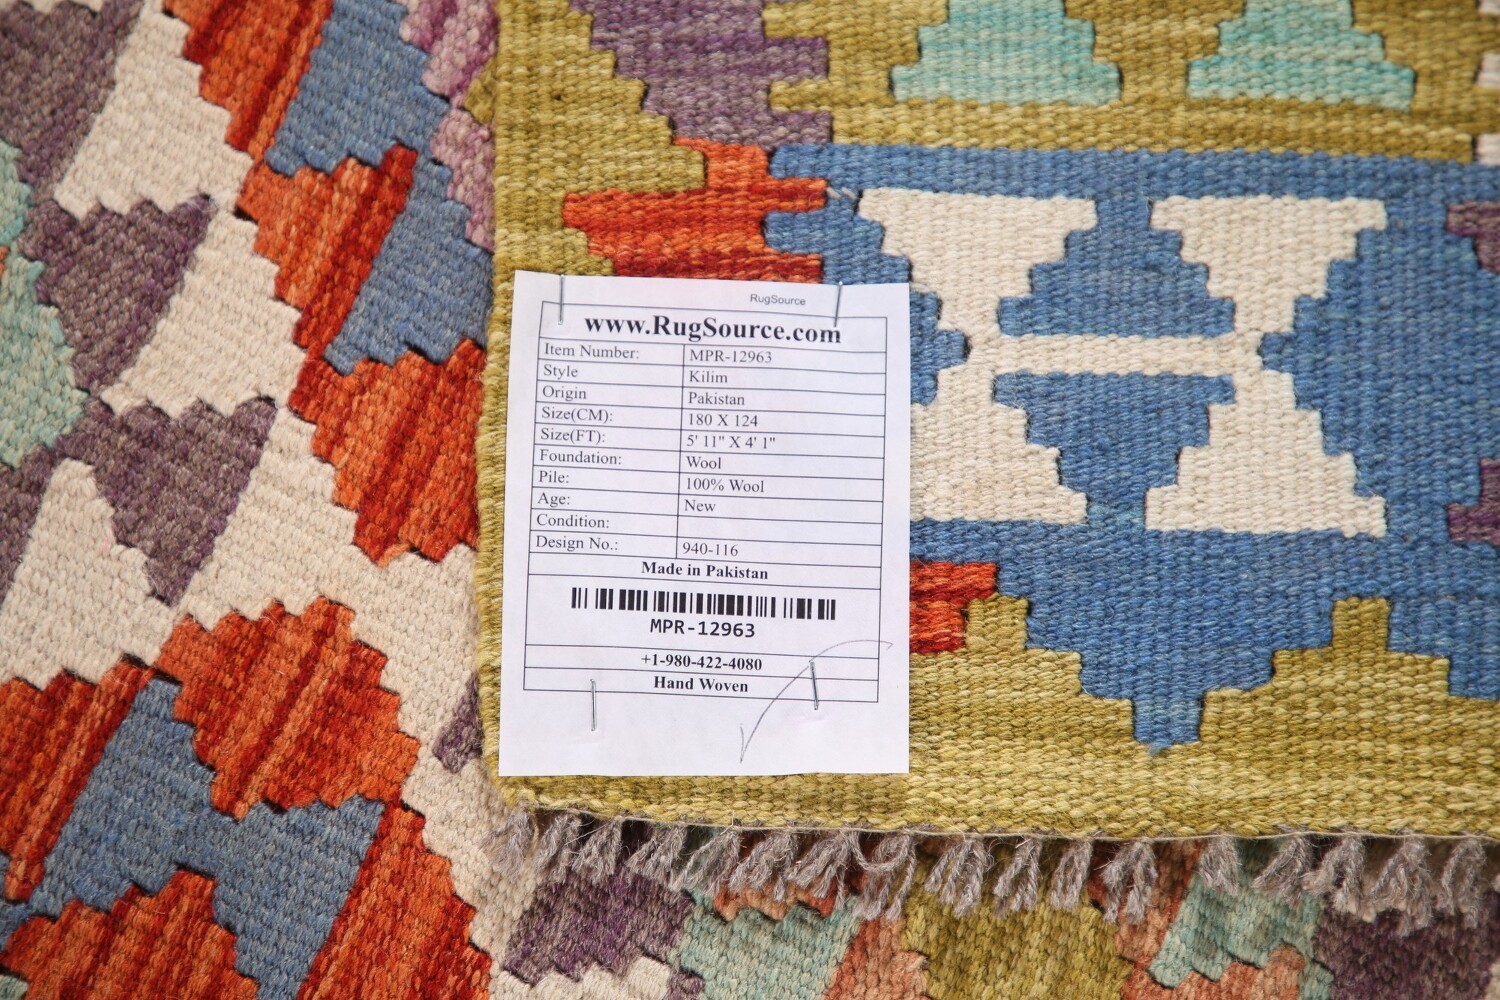 RugSource
www.RugSource.com
Item Number: MPR-12963
Style Kilim
Origin Pakistan
Size(CM): 180 X 124
Size(FT): 5' 11" X 4' 1"
Foundation: Wool
Pile: 100% Wool
Age: New
Condition:
Design No.: 940-116
Made in Pakistan
MPR-12963
+1-980-422-4080
Hand Woven